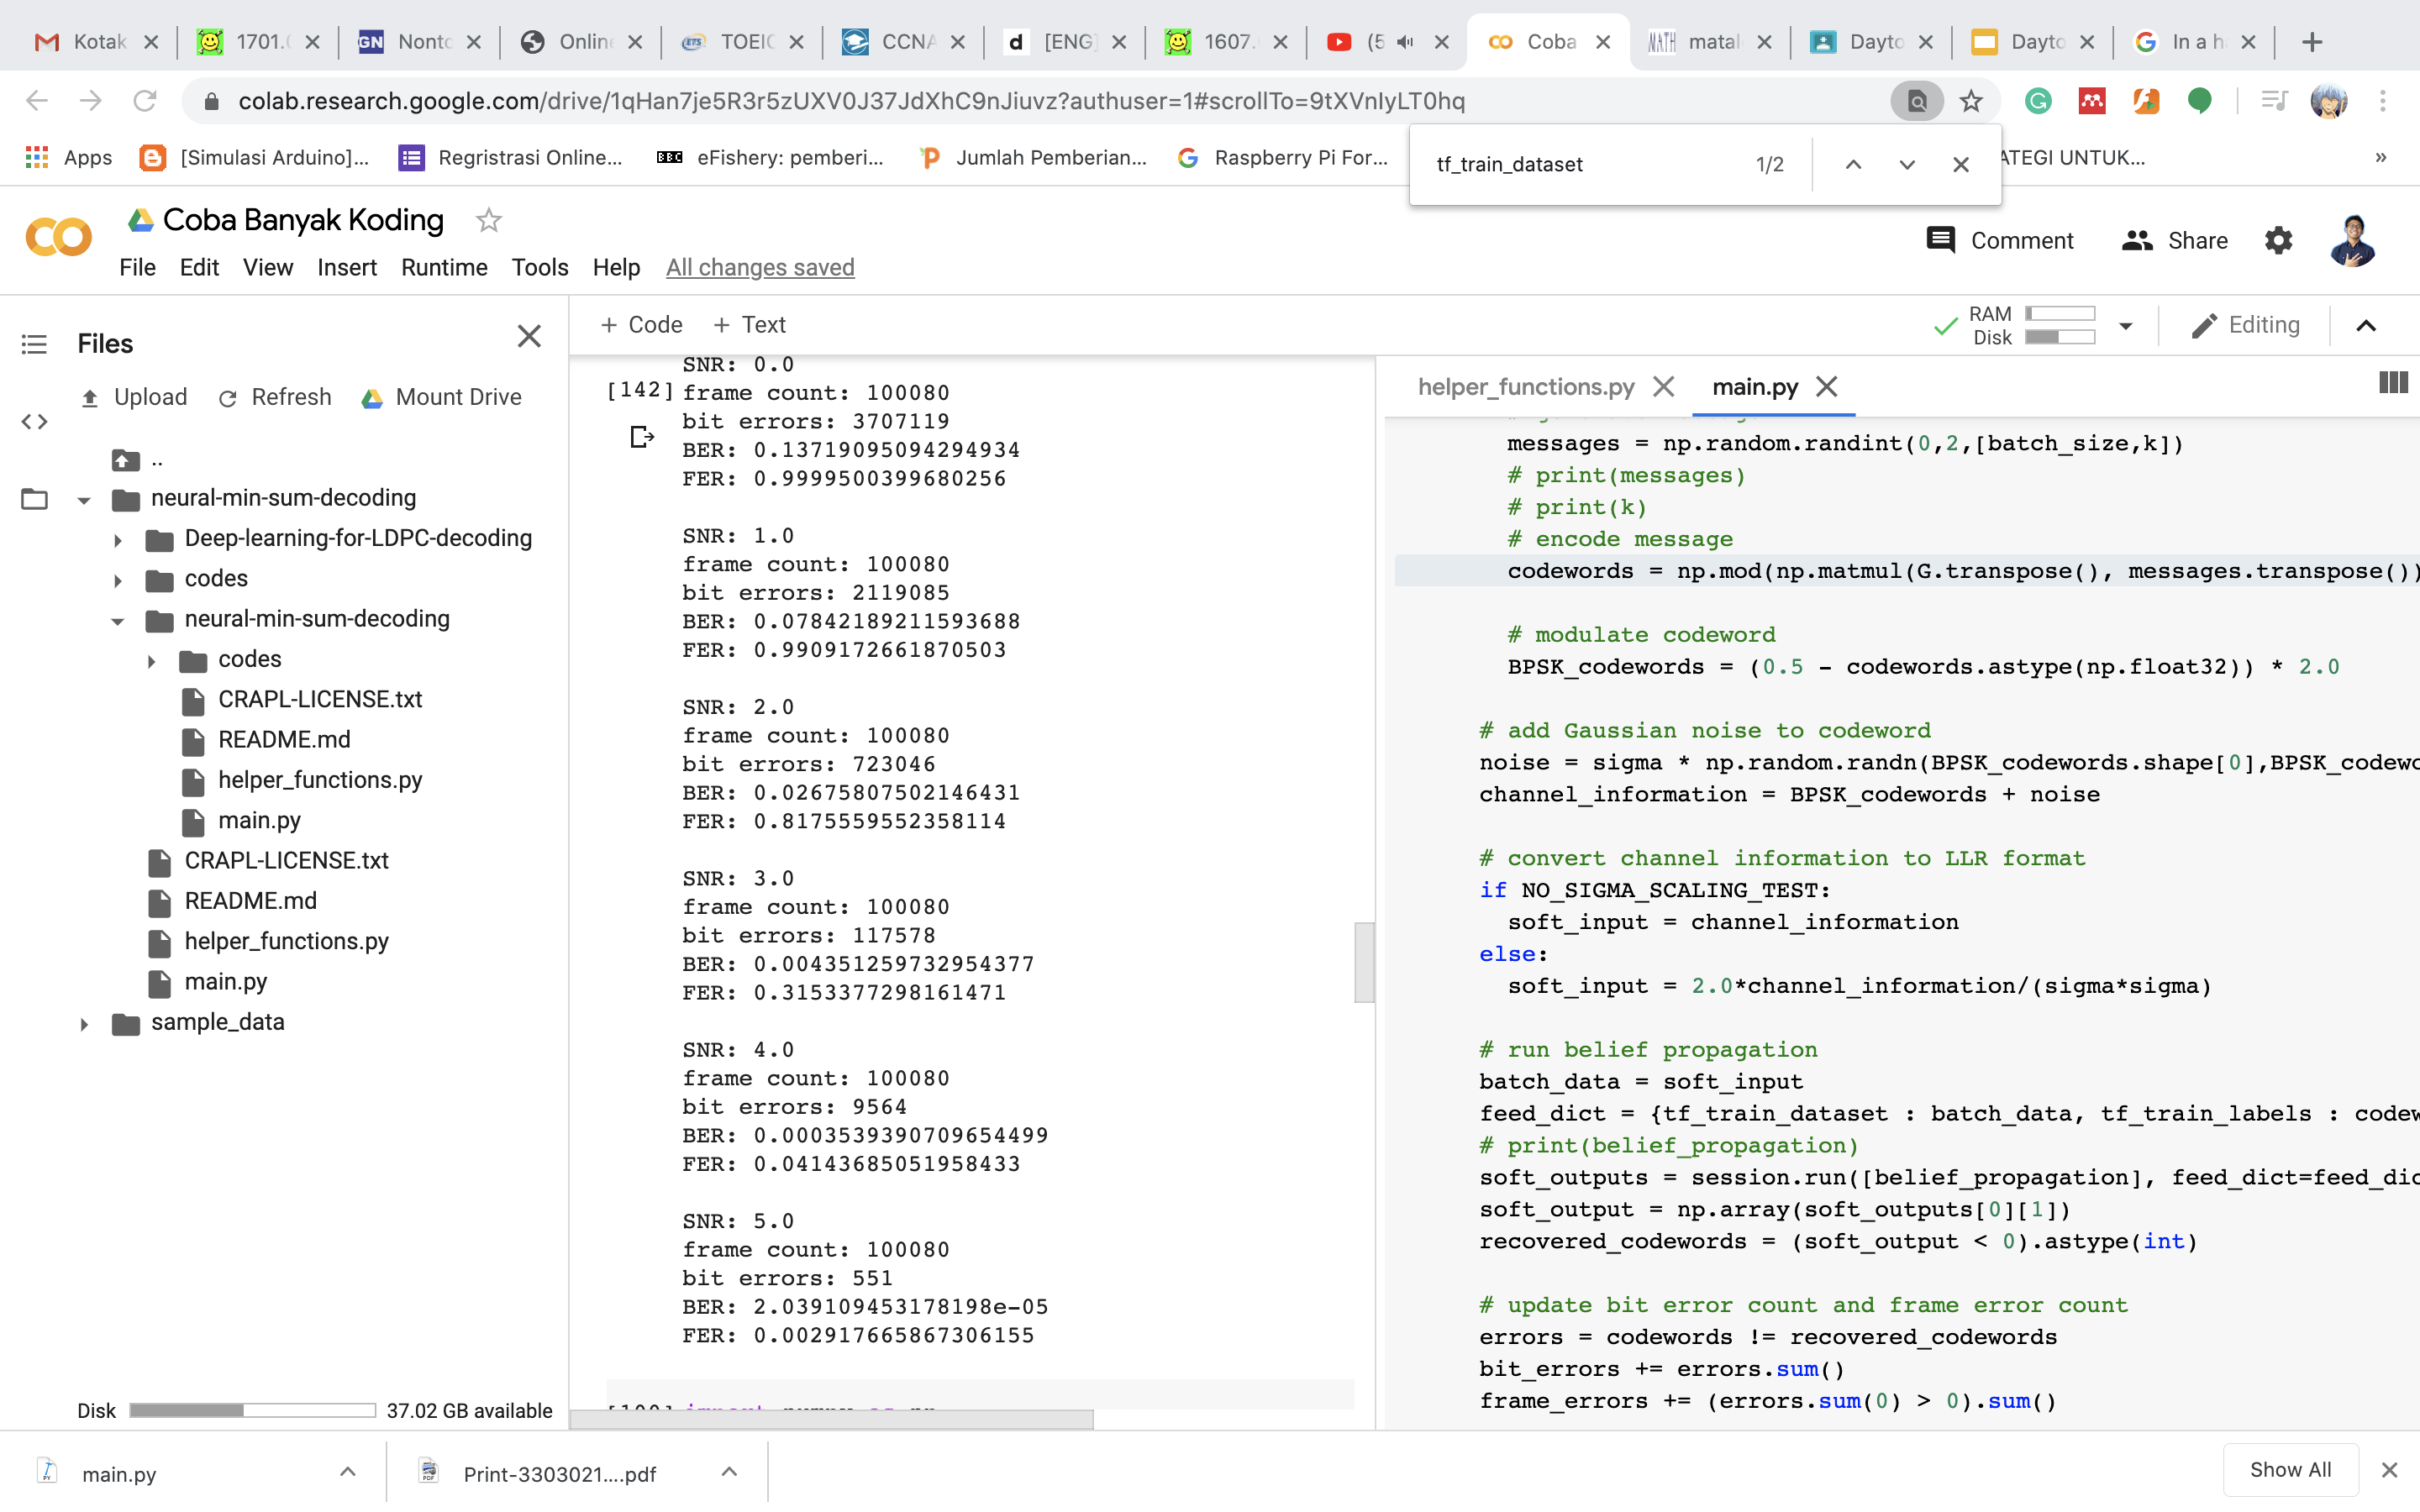 Kotak
1701.
GN Nonto
Online
ETS TOEIC
CCNA
d [ENG]
1607.
(5
Coba
MATH matal
Dayto
Dayto
In a h
colab.research.google.com/drive/1qHan7je5R3r5zUXV0J37JdXhC9nJiuvz?authuser=1#scrollTo=9tXVnIyLT0hq
Apps
[Simulasi Arduino]...
Regristrasi Online...
BBC eFishery: pemberi...
Jumlah Pemberian...
Raspberry Pi For...
ATEGI UNTUK...
»
tf_train_dataset 1/2
Coba Banyak Koding
File Edit View Insert Runtime Tools Help All changes saved
Comment Share
Files
Upload Refresh Mount Drive
..
neural-min-sum-decoding
Deep-learning-for-LDPC-decoding
codes
neural-min-sum-decoding
codes
CRAPL-LICENSE.txt
README.md
helper_functions.py
main.py
CRAPL-LICENSE.txt
README.md
helper_functions.py
main.py
sample_data
Disk 37.02 GB available
+ Code + Text
RAM
Disk
Editing
[142]
SNR: 0.0
frame count: 100080
bit errors: 3707119
BER: 0.13719095094294934
FER: 0.9999500399680256
SNR: 1.0
frame count: 100080
bit errors: 2119085
BER: 0.07842189211593688
FER: 0.9909172661870503
SNR: 2.0
frame count: 100080
bit errors: 723046
BER: 0.02675807502146431
FER: 0.8175559552358114
SNR: 3.0
frame count: 100080
bit errors: 117578
BER: 0.004351259732954377
FER: 0.3153377298161471
SNR: 4.0
frame count: 100080
bit errors: 9564
BER: 0.0003539390709654499
FER: 0.04143685051958433
SNR: 5.0
frame count: 100080
bit errors: 551
BER: 2.039109453178198e-05
FER: 0.002917665867306155
helper_functions.py main.py
messages = np.random.randint(0,2,[batch_size,k])
# print(messages)
# print(k)
# encode message
codewords = np.mod(np.matmul(G.transpose(), messages.transpose())
# modulate codeword
BPSK_codewords = (0.5 - codewords.astype(np.float32)) * 2.0
# add Gaussian noise to codeword
noise = sigma * np.random.randn(BPSK_codewords.shape[0],BPSK_codewo
channel_information = BPSK_codewords + noise
# convert channel information to LLR format
if NO_SIGMA_SCALING_TEST:
soft_input = channel_information
else:
soft_input = 2.0*channel_information/(sigma*sigma)
# run belief propagation
batch_data = soft_input
feed_dict = {tf_train_dataset : batch_data, tf_train_labels : codew
# print(belief_propagation)
soft_outputs = session.run([belief_propagation], feed_dict=feed_dic
soft_output = np.array(soft_outputs[0][1])
recovered_codewords = (soft_output < 0).astype(int)
# update bit error count and frame error count
errors = codewords != recovered_codewords
bit_errors += errors.sum()
frame_errors += (errors.sum(0) > 0).sum()
main.py
Print-3303021....pdf
Show All